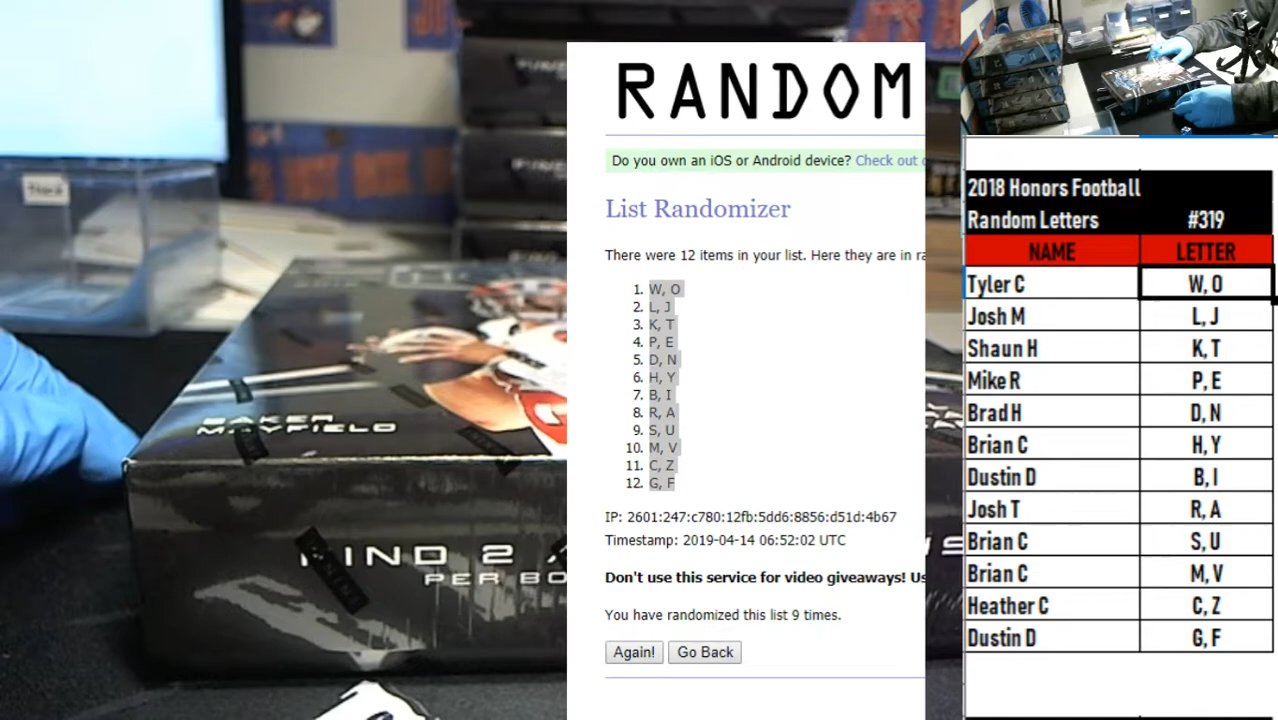 RANDOM
Do you own an iOS or Android device? Check out
List Randomizer
There were 12 items in your list. Here they are in ra
1. W, O
2. L, J
3. K, T
4. P, E
5. D, N
6. H, Y
7. B, I
8. R, A
9. S, U
10. M, V
11. C, Z
12. G, F
IP: 2601:247:c780:12fb:5dd6:8856:d51d:4b67
Timestamp: 2019-04-14 06:52:02 UTC
Don't use this service for video giveaways! Us
You have randomized this list 9 times.
Again! Go Back
2018 Honors Football
Random Letters #319
NAME LETTER
Tyler C W, O
Josh M L, J
Shaun H K, T
Mike R P, E
Brad H D, N
Brian C H, Y
Dustin D B, I
Josh T R, A
Brian C S, U
Brian C M, V
Heather C C, Z
Dustin D G, F
BAKER
MAYFIELD
FIND 2
PER BO